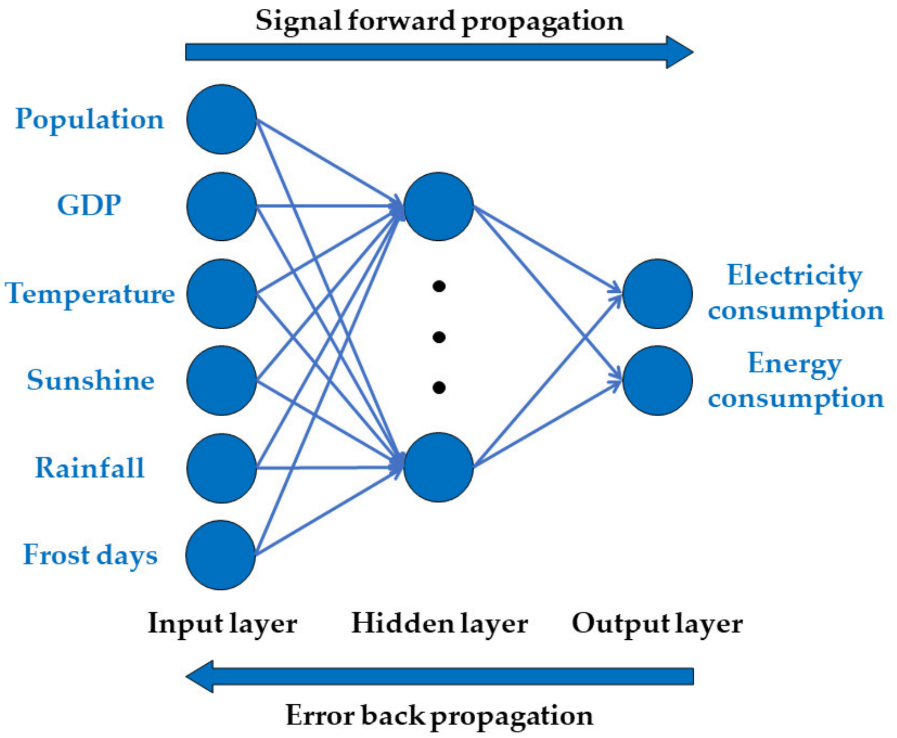 Signal forward propagation
Population
GDP
Temperature
Sunshine
Rainfall
Frost days
Electricity
consumption
Energy
consumption
Input layer
Hidden layer
Output layer
Error back propagation